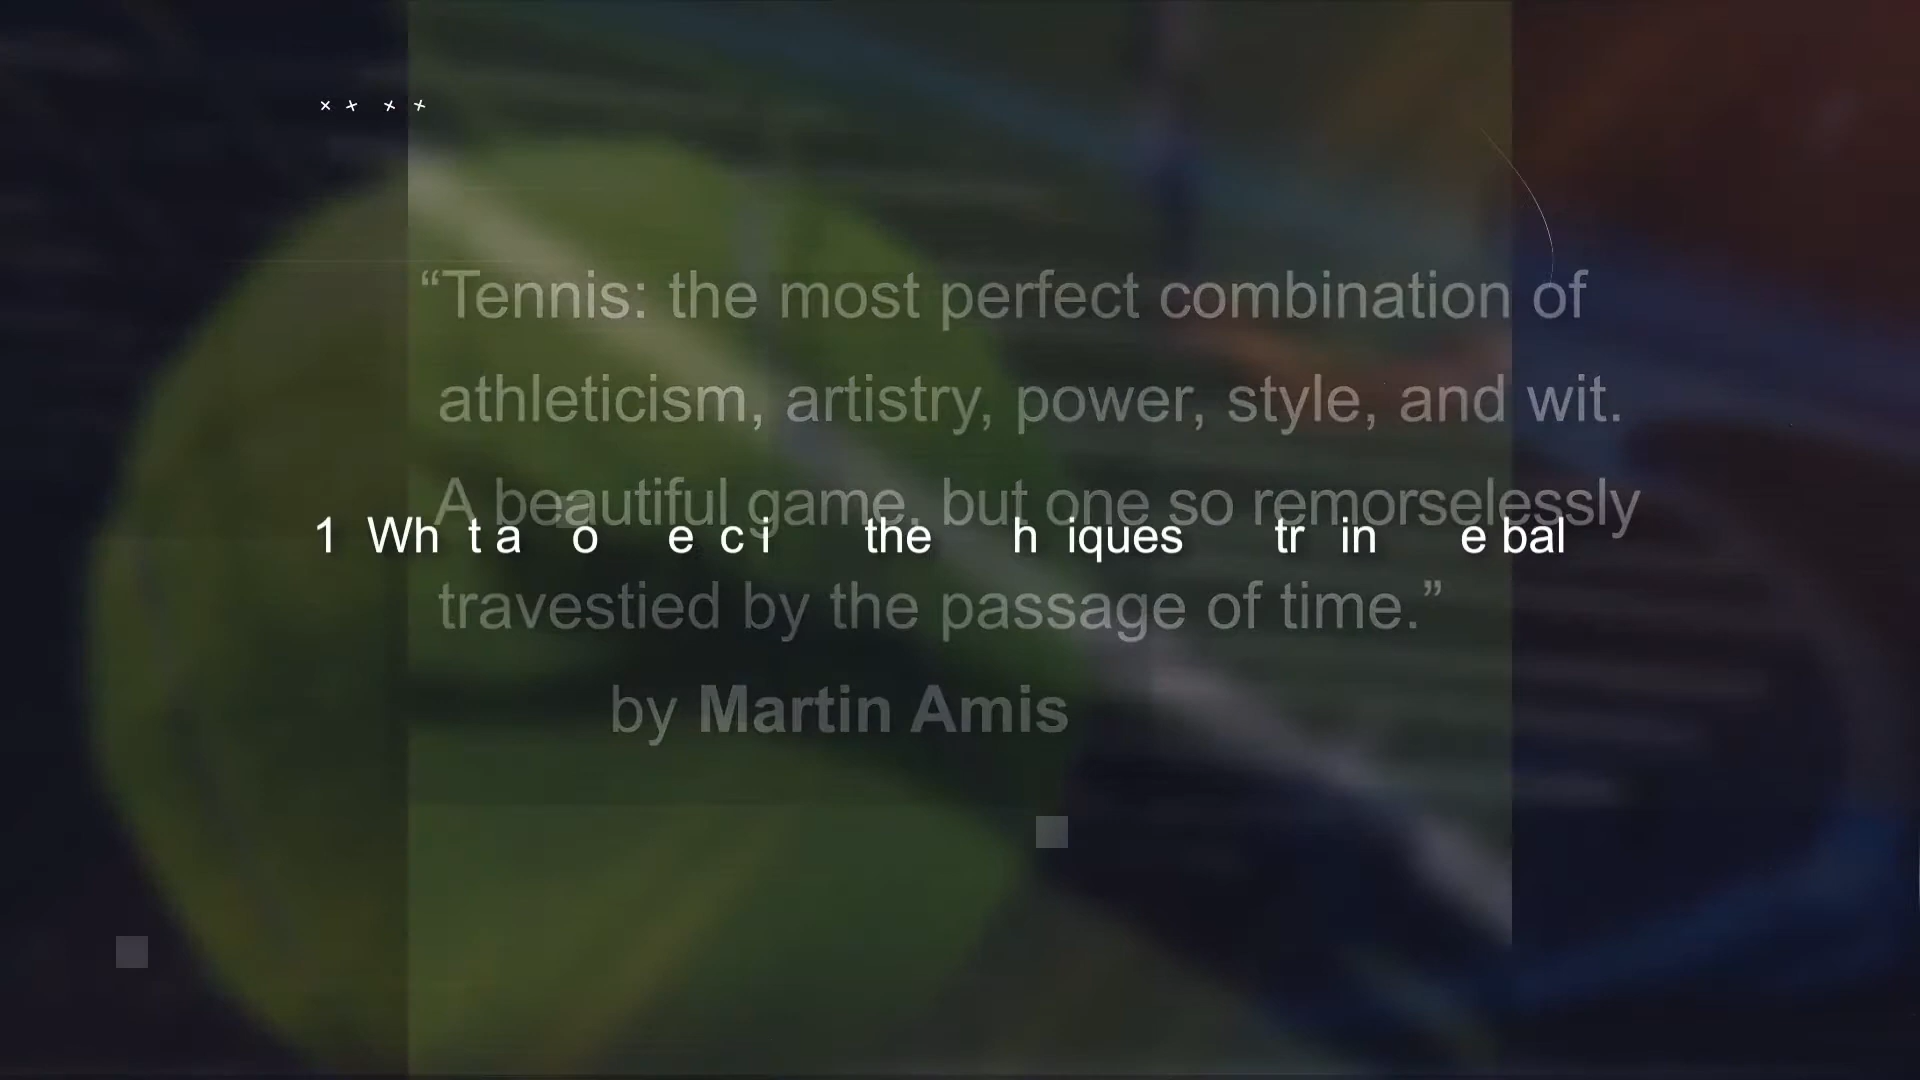 “Tennis: the most perfect combination of
athleticism, artistry, power, style, and wit.
A beautiful game, but one so remorselessly
1 Wh t a o e c i the h iques tr in e bal
travestied by the passage of time.”
by Martin Amis